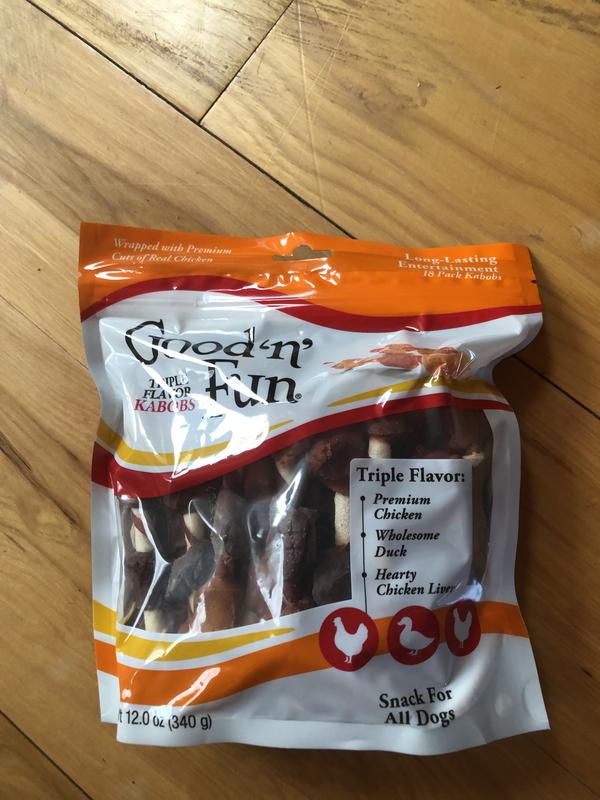 Wrapped with Premium
Cuts of Real Chicken
Long-Lasting
Entertainment
18 Pack Kabobs
Good 'n'
Fun®
TRIPLE
FLAVOR
KABOBS
Triple Flavor:
Premium
Chicken
Wholesome
Duck
Hearty
Chicken Liver
Snack For
All Dogs
t 12.0 oz (340 g)